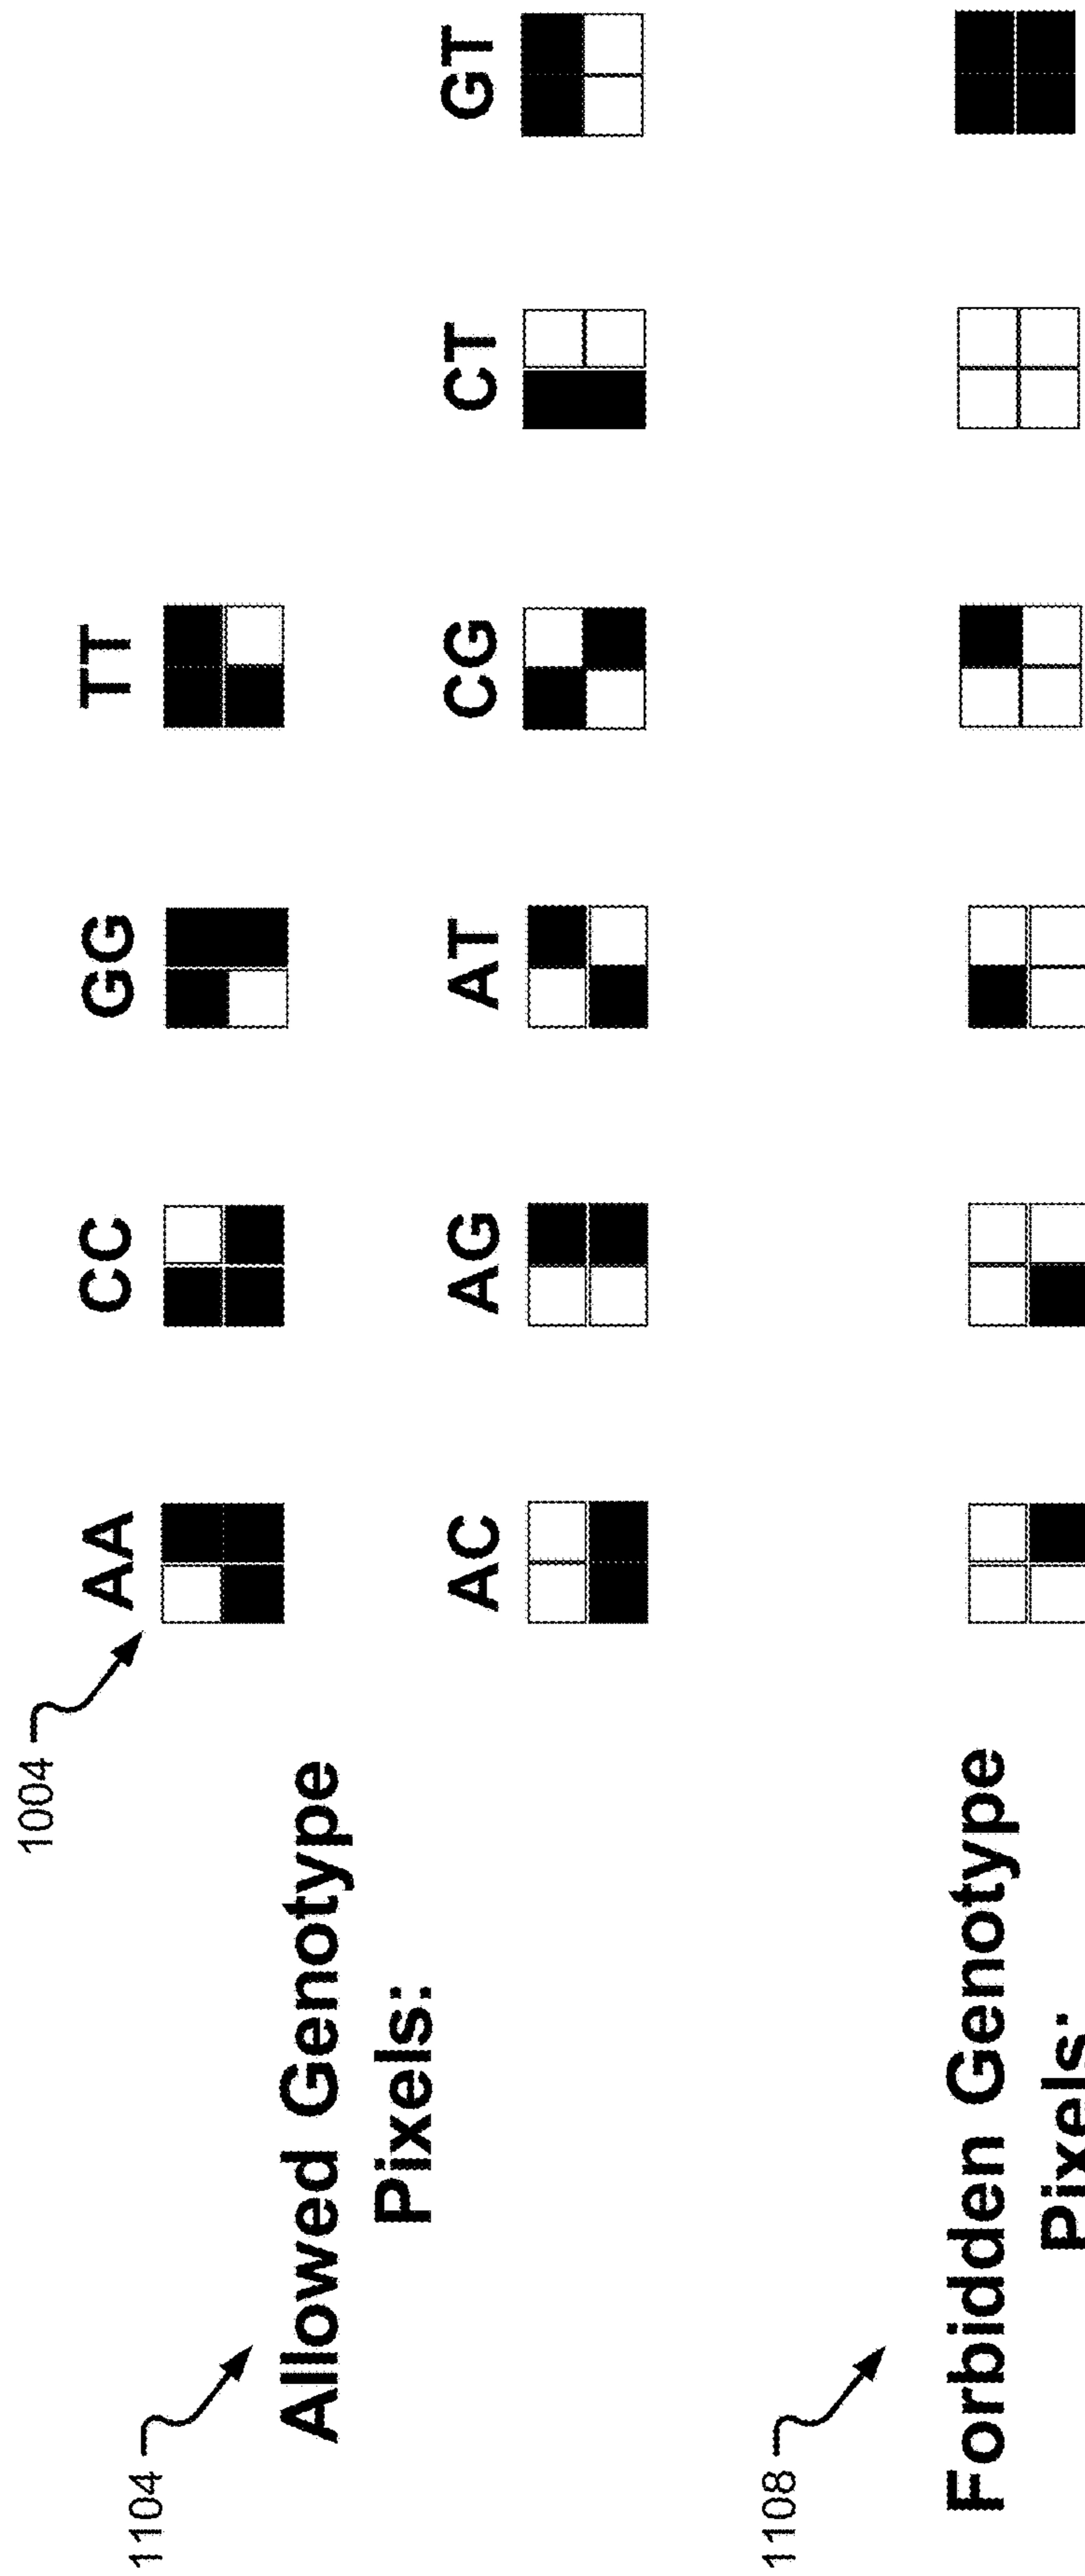 1004
AA CC GG TT
1104
Allowed Genotype
Pixels:
AC AG AT CG CT GT
1108
Forbidden Genotype
Pixels: